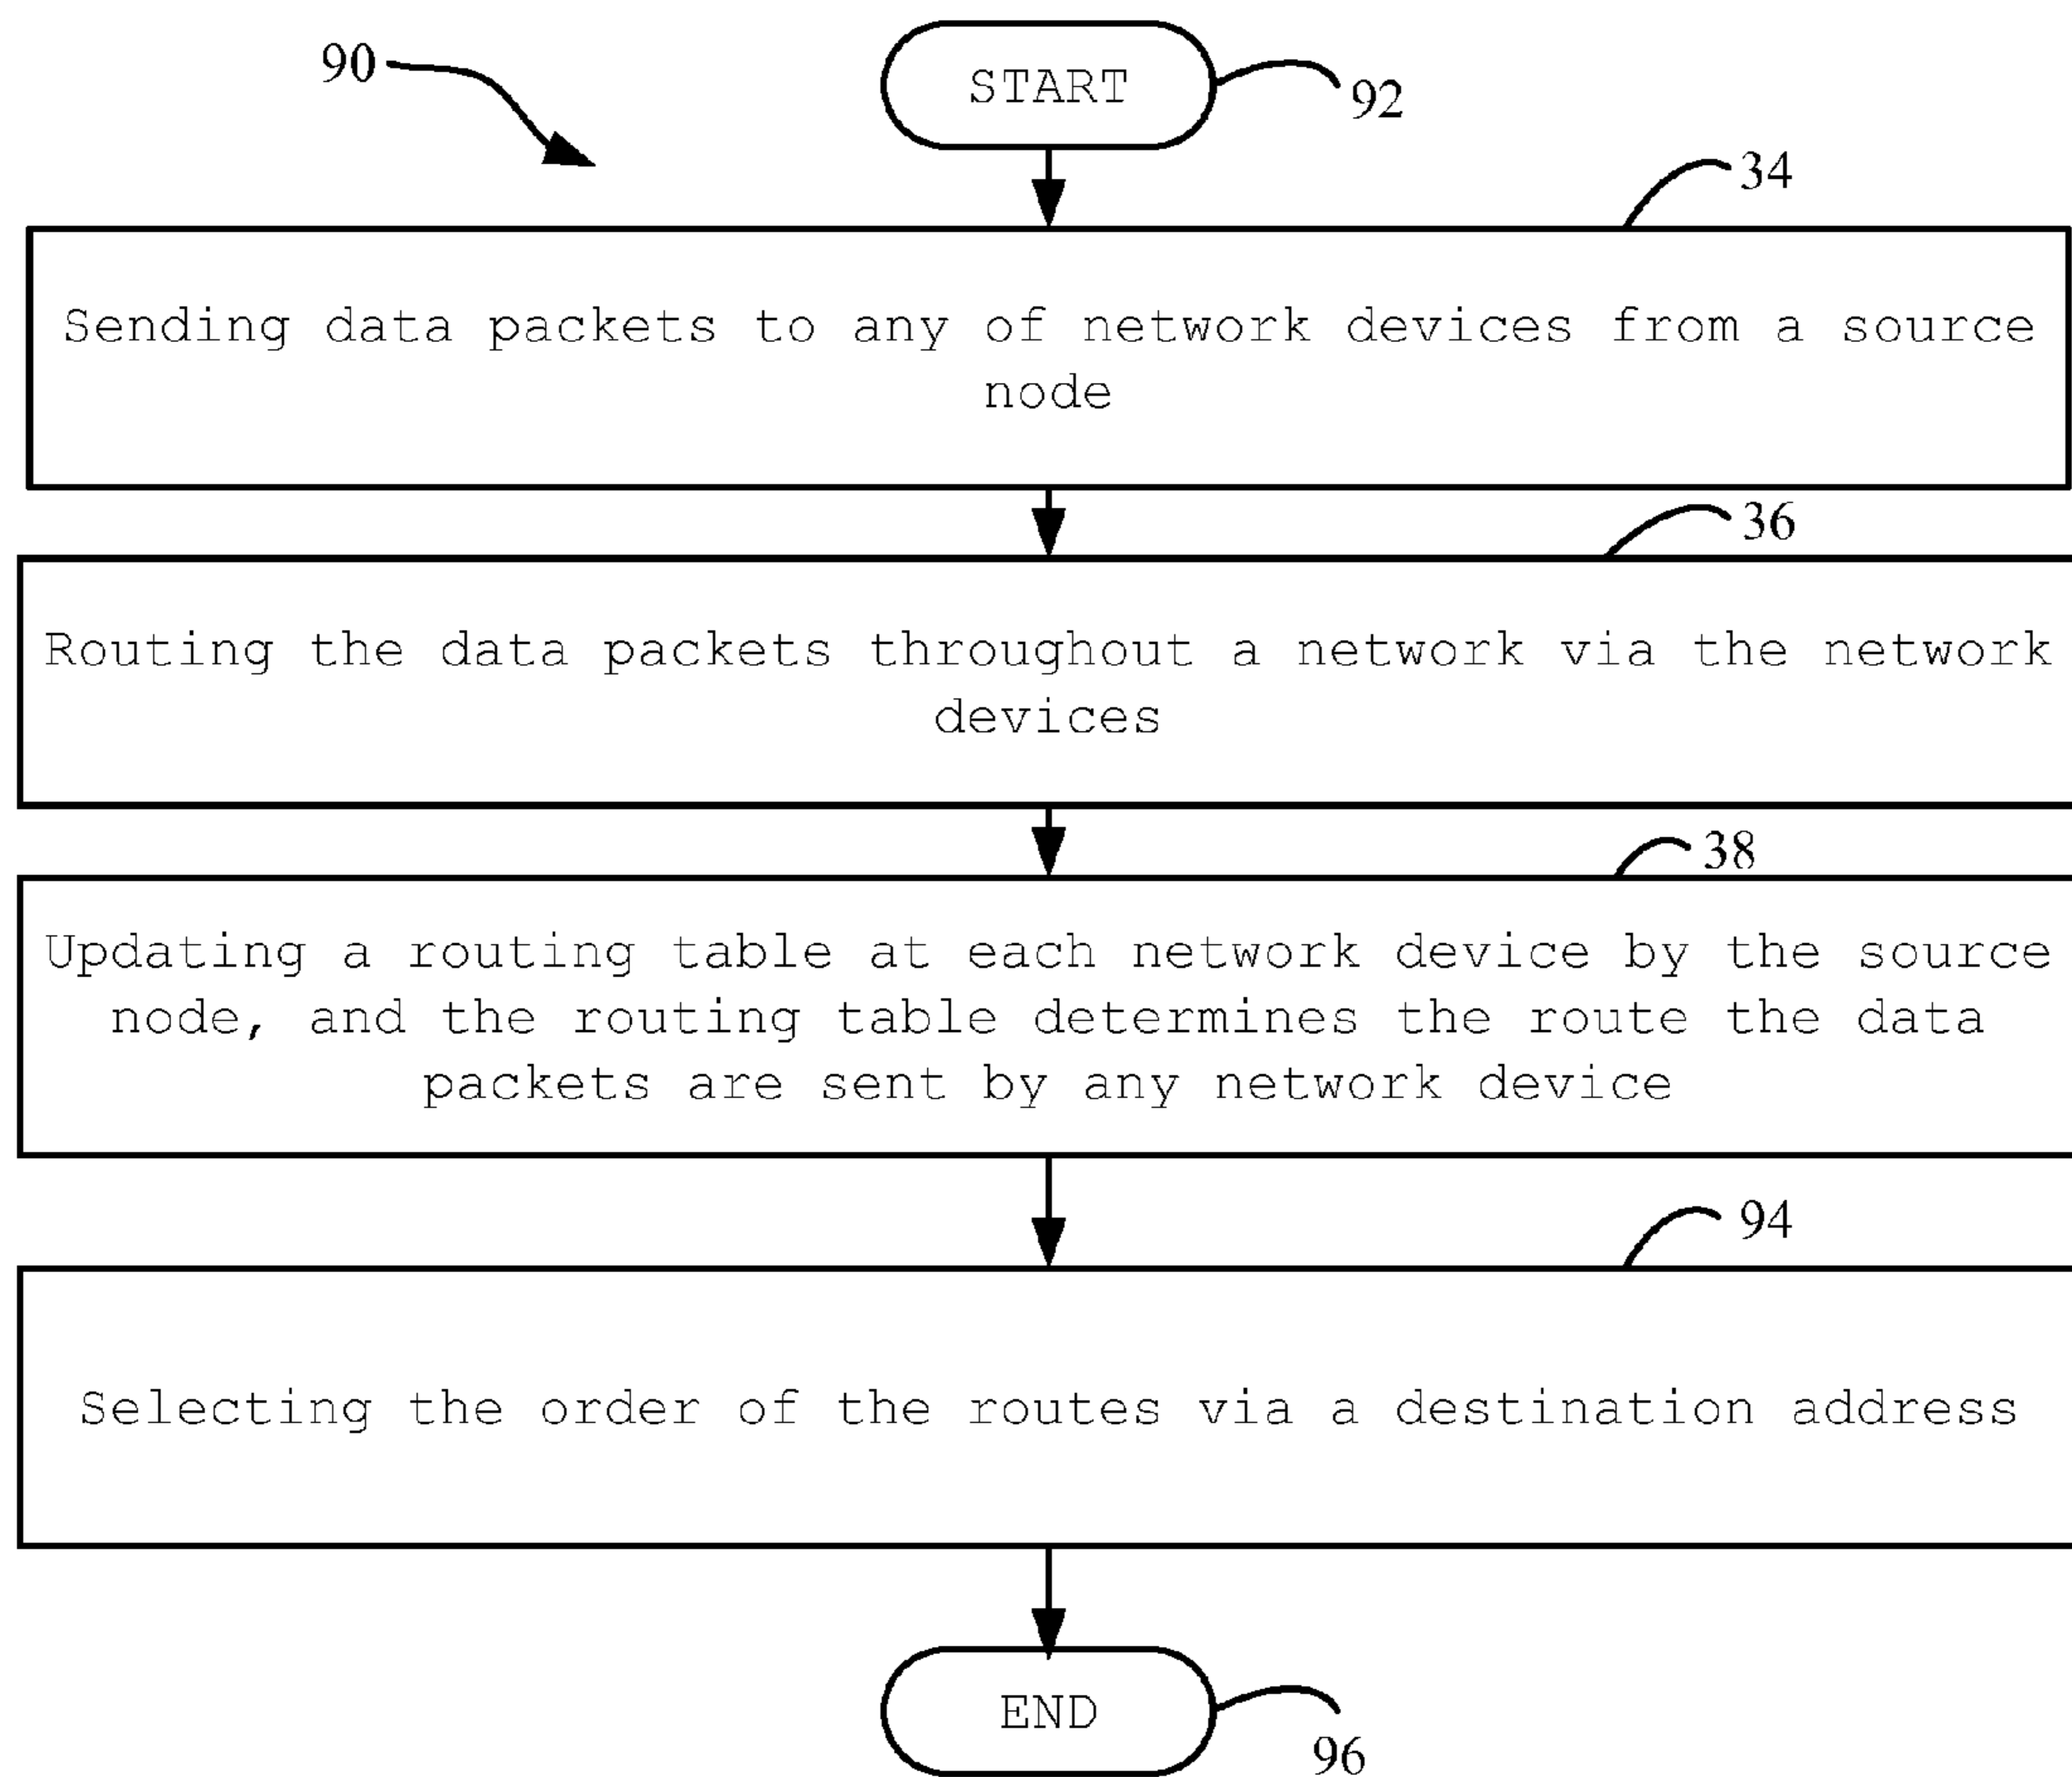 90
START
92
34
Sending data packets to any of network devices from a source
node
36
Routing the data packets throughout a network via the network
devices
38
Updating a routing table at each network device by the source
node, and the routing table determines the route the data
packets are sent by any network device
94
Selecting the order of the routes via a destination address
END
96